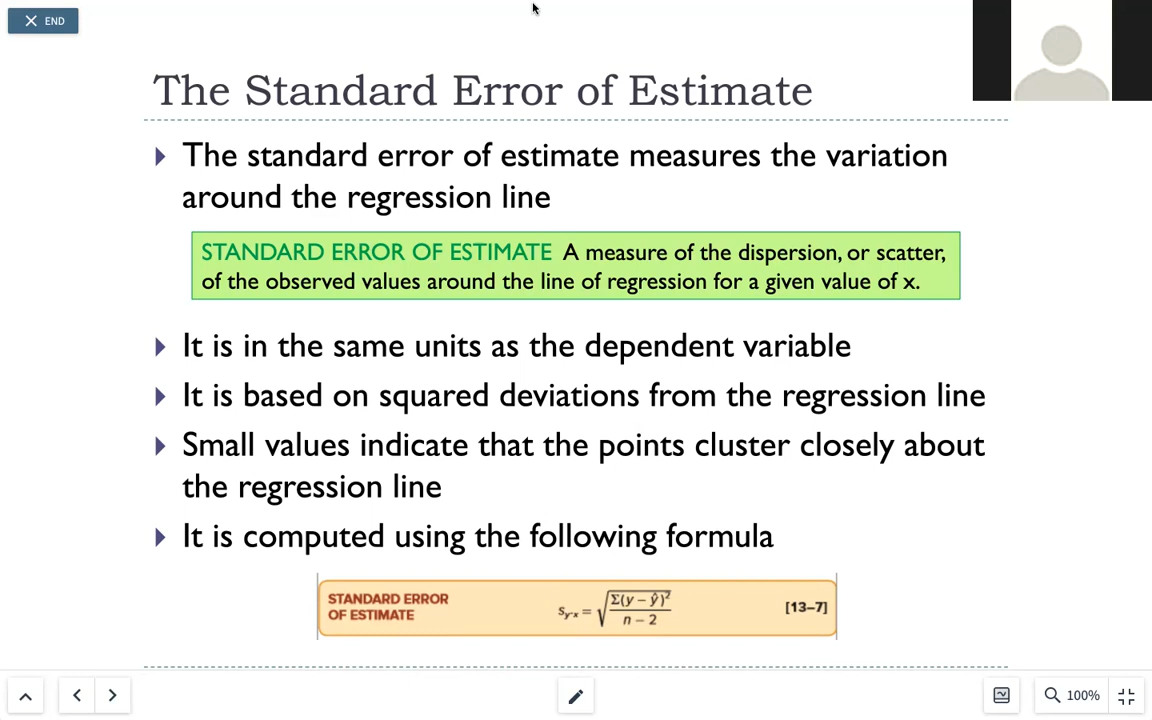 END
The Standard Error of Estimate
The standard error of estimate measures the variation
around the regression line
STANDARD ERROR OF ESTIMATE A measure of the dispersion, or scatter,
of the observed values around the line of regression for a given value of x.
It is in the same units as the dependent variable
It is based on squared deviations from the regression line
Small values indicate that the points cluster closely about
the regression line
It is computed using the following formula
STANDARD ERROR
OF ESTIMATE
s_y·x = √(Σ(y − ŷ)² / (n − 2))
[13–7]
100%